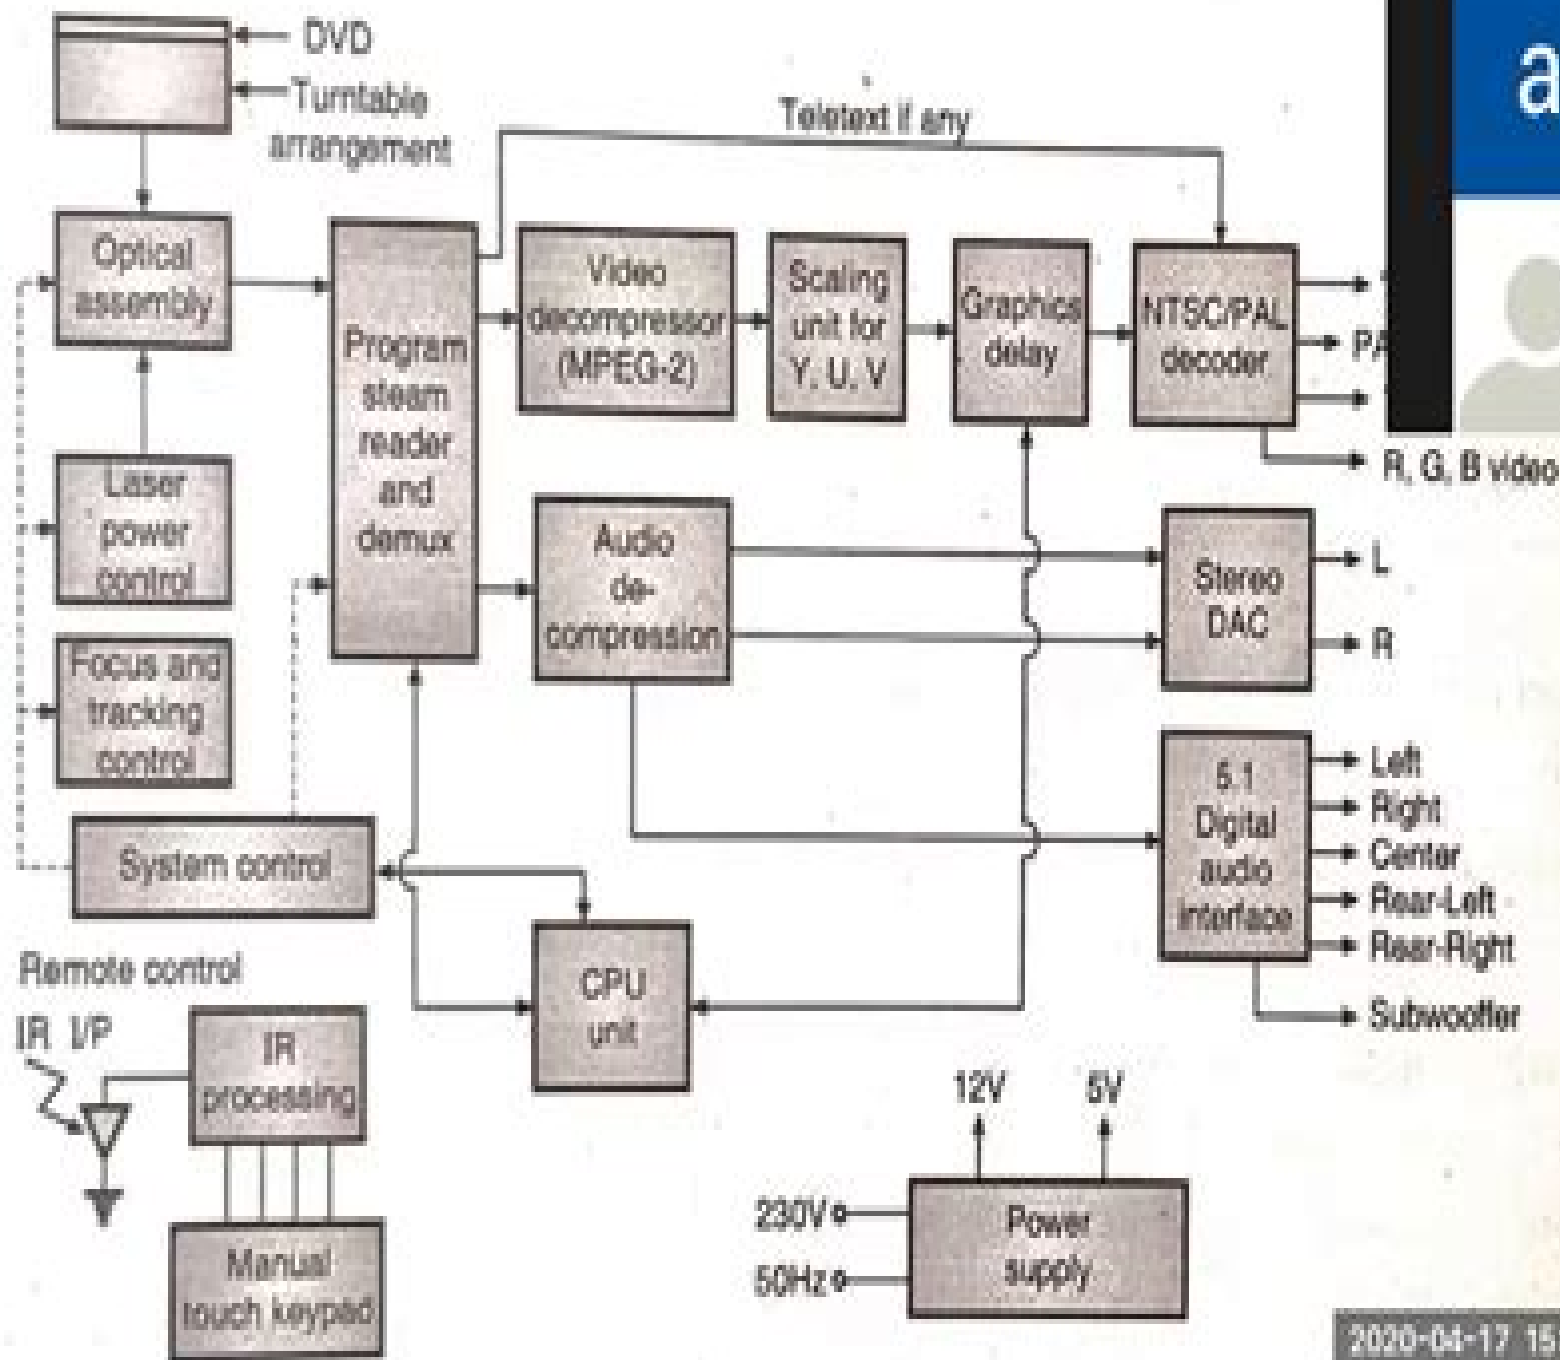 DVD
Turntable
arrangement
Teletext if any
Optical
assembly
Program
steam
reader
and
demux
Video
decompressor
(MPEG-2)
Scaling
unit for
Y, U, V
Graphics
delay
NTSC/PAL
decoder
R, G, B video
Laser
power
control
Audio
de-
compression
Stereo
DAC
L
R
Focus and
tracking
control
5.1
Digital
audio
interface
Left
Right
Center
Rear-Left
Rear-Right
Subwooffer
System control
CPU
unit
Remote control
IR I/P
IR
processing
Manual
touch keypad
12V
5V
230V
50Hz
Power
supply
a
2020-04-17 15